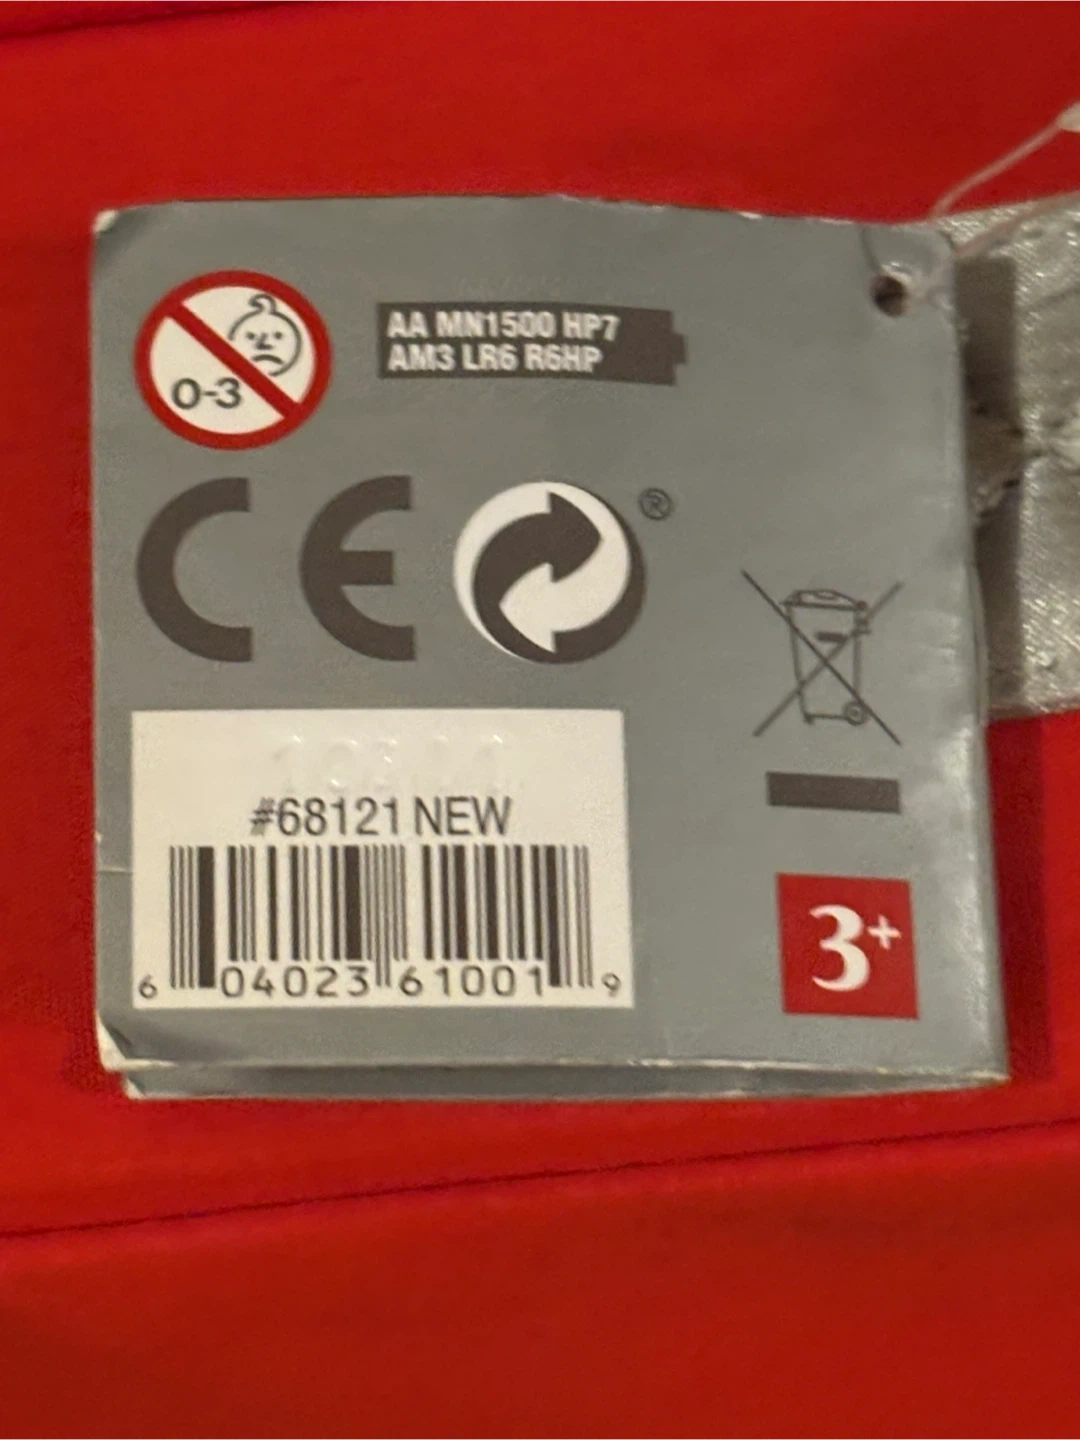 0-3
AA MN1500 HP7
AM3 LR6 R6HP
CE
®
#68121 NEW
6 04023 61001 9
3+